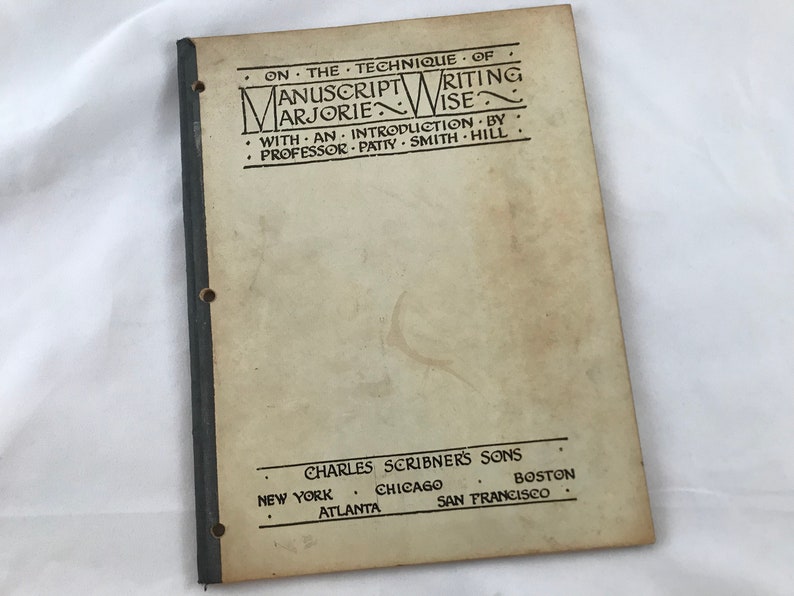 · ON · THE · TECHNIQUE · OF ·
MANUSCRIPT WRITING
MARJORIE ~ · WISE ~ ·
· WITH · AN · INTRODUCTION · BY ·
· PROFESSOR · PATTY · SMITH · HILL ·
· CHARLES SCRIBNER'S SONS ·
NEW YORK · CHICAGO · BOSTON
· ATLANTA SAN FRANCISCO ·